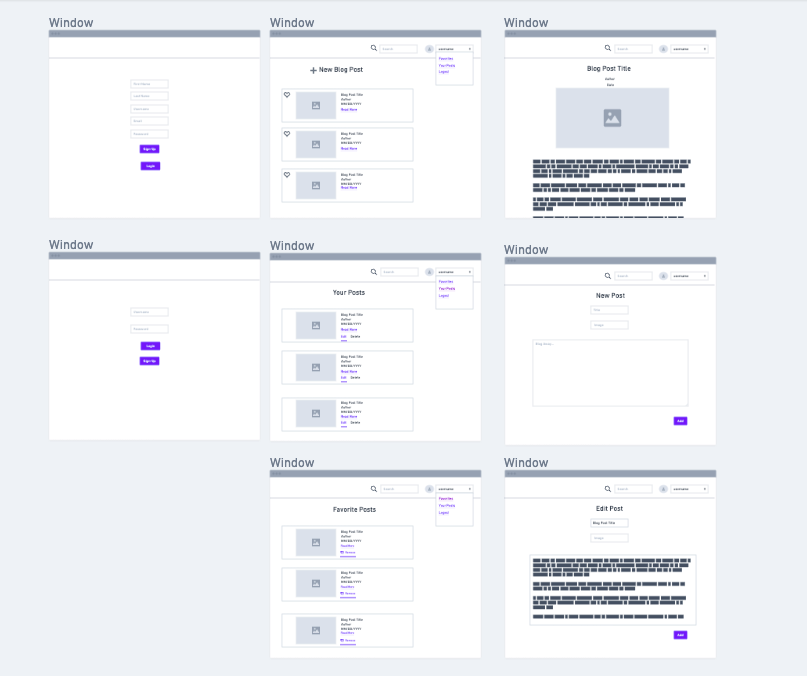 Window
First Name
Last Name
Username
Email
Password
Sign Up
Login
Window
Search
username
Favorites
Your Posts
Logout
+ New Blog Post
Blog Post Title
Author
MM/DD/YYYY
Read More
Blog Post Title
Author
MM/DD/YYYY
Read More
Blog Post Title
Author
MM/DD/YYYY
Read More
Window
Search
username
Blog Post Title
Author
Date
Window
Username
Password
Login
Sign Up
Window
Search
username
Favorites
Your Posts
Logout
Your Posts
Blog Post Title
Author
MM/DD/YYYY
Read More
Edit Delete
Blog Post Title
Author
MM/DD/YYYY
Read More
Edit Delete
Blog Post Title
Author
MM/DD/YYYY
Read More
Edit Delete
Window
Search
username
New Post
Title
Image
Window
Search
username
Favorites
Your Posts
Logout
Favorite Posts
Blog Post Title
Author
MM/DD/YYYY
Read More
Remove
Blog Post Title
Author
MM/DD/YYYY
Read More
Remove
Blog Post Title
Author
MM/DD/YYYY
Read More
Remove
Window
Search
username
Edit Post
Blog Post Title
Image